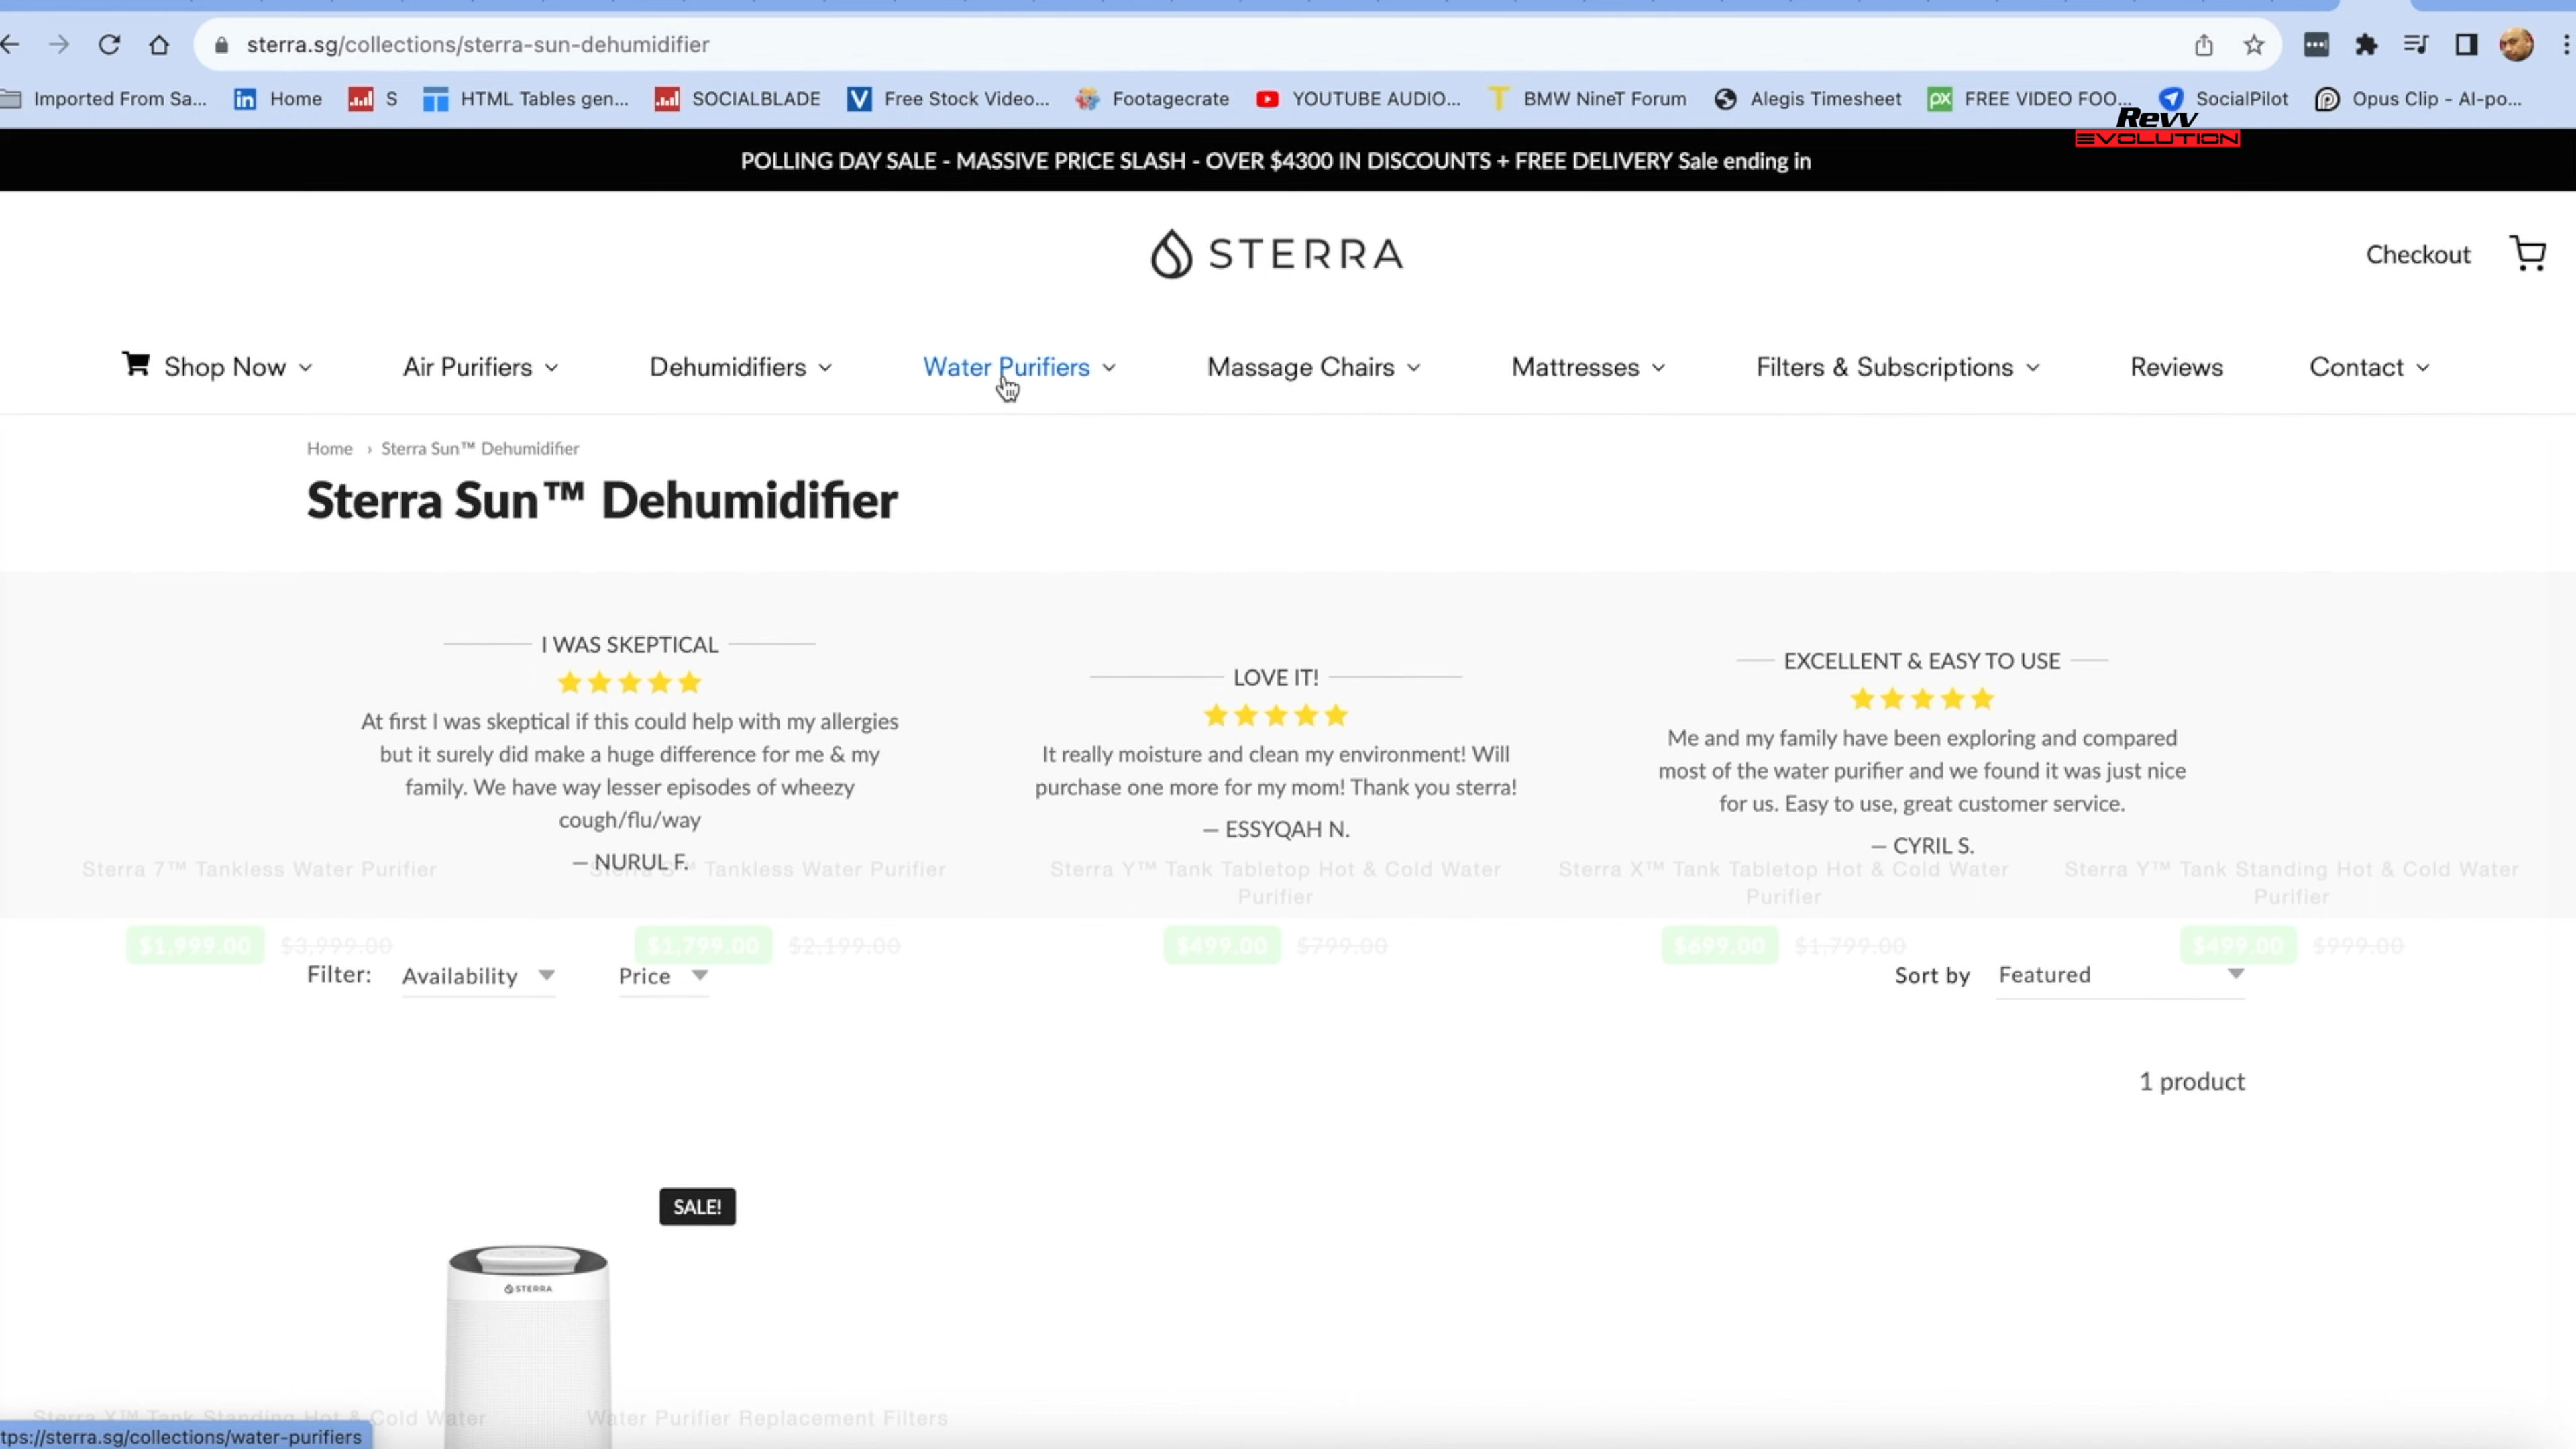 sterra.sg/collections/sterra-sun-dehumidifier
Imported From Sa... Home S HTML Tables gen... SOCIALBLADE Free Stock Video... Footagecrate YOUTUBE AUDIO... BMW NineT Forum Alegis Timesheet FREE VIDEO FOO... SocialPilot Opus Clip - AI-po...
Revv
EVOLUTION
POLLING DAY SALE - MASSIVE PRICE SLASH - OVER $4300 IN DISCOUNTS + FREE DELIVERY Sale ending in
STERRA
Checkout
Shop Now Air Purifiers Dehumidifiers Water Purifiers Massage Chairs Mattresses Filters & Subscriptions Reviews Contact
Home › Sterra Sun™ Dehumidifier
Sterra Sun™ Dehumidifier
I WAS SKEPTICAL
At first I was skeptical if this could help with my allergies
but it surely did make a huge difference for me & my
family. We have way lesser episodes of wheezy
cough/flu/way
— NURUL F.
LOVE IT!
It really moisture and clean my environment! Will
purchase one more for my mom! Thank you sterra!
— ESSYQAH N.
EXCELLENT & EASY TO USE
Me and my family have been exploring and compared
most of the water purifier and we found it was just nice
for us. Easy to use, great customer service.
— CYRIL S.
Sterra 7™ Tankless Water Purifier
$1,999.00 $3,999.00
Tankless Water Purifier
$1,799.00 $2,199.00
Sterra Y™ Tank Tabletop Hot & Cold Water
Purifier
$499.00 $799.00
Sterra X™ Tank Tabletop Hot & Cold Water
Purifier
$699.00 $1,799.00
Sterra Y™ Tank Standing Hot & Cold Water
Purifier
$499.00 $999.00
Filter: Availability Price
Sort by Featured
1 product
SALE!
STERRA
Sterra X™ Tank Standing Hot & Cold Water
Water Purifier Replacement Filters
tps://sterra.sg/collections/water-purifiers